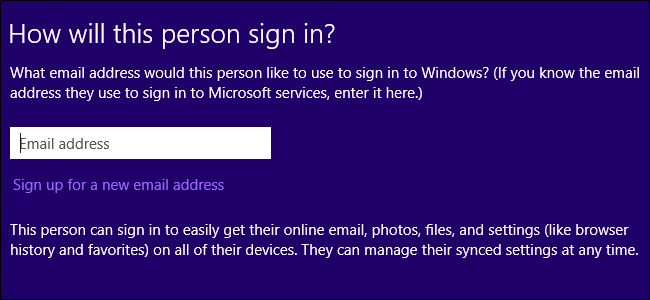 How will this person sign in?
What email address would this person like to use to sign in to Windows? (If you know the email
address they use to sign in to Microsoft services, enter it here.)
Email address
Sign up for a new email address
This person can sign in to easily get their online email, photos, files, and settings (like browser
history and favorites) on all of their devices. They can manage their synced settings at any time.